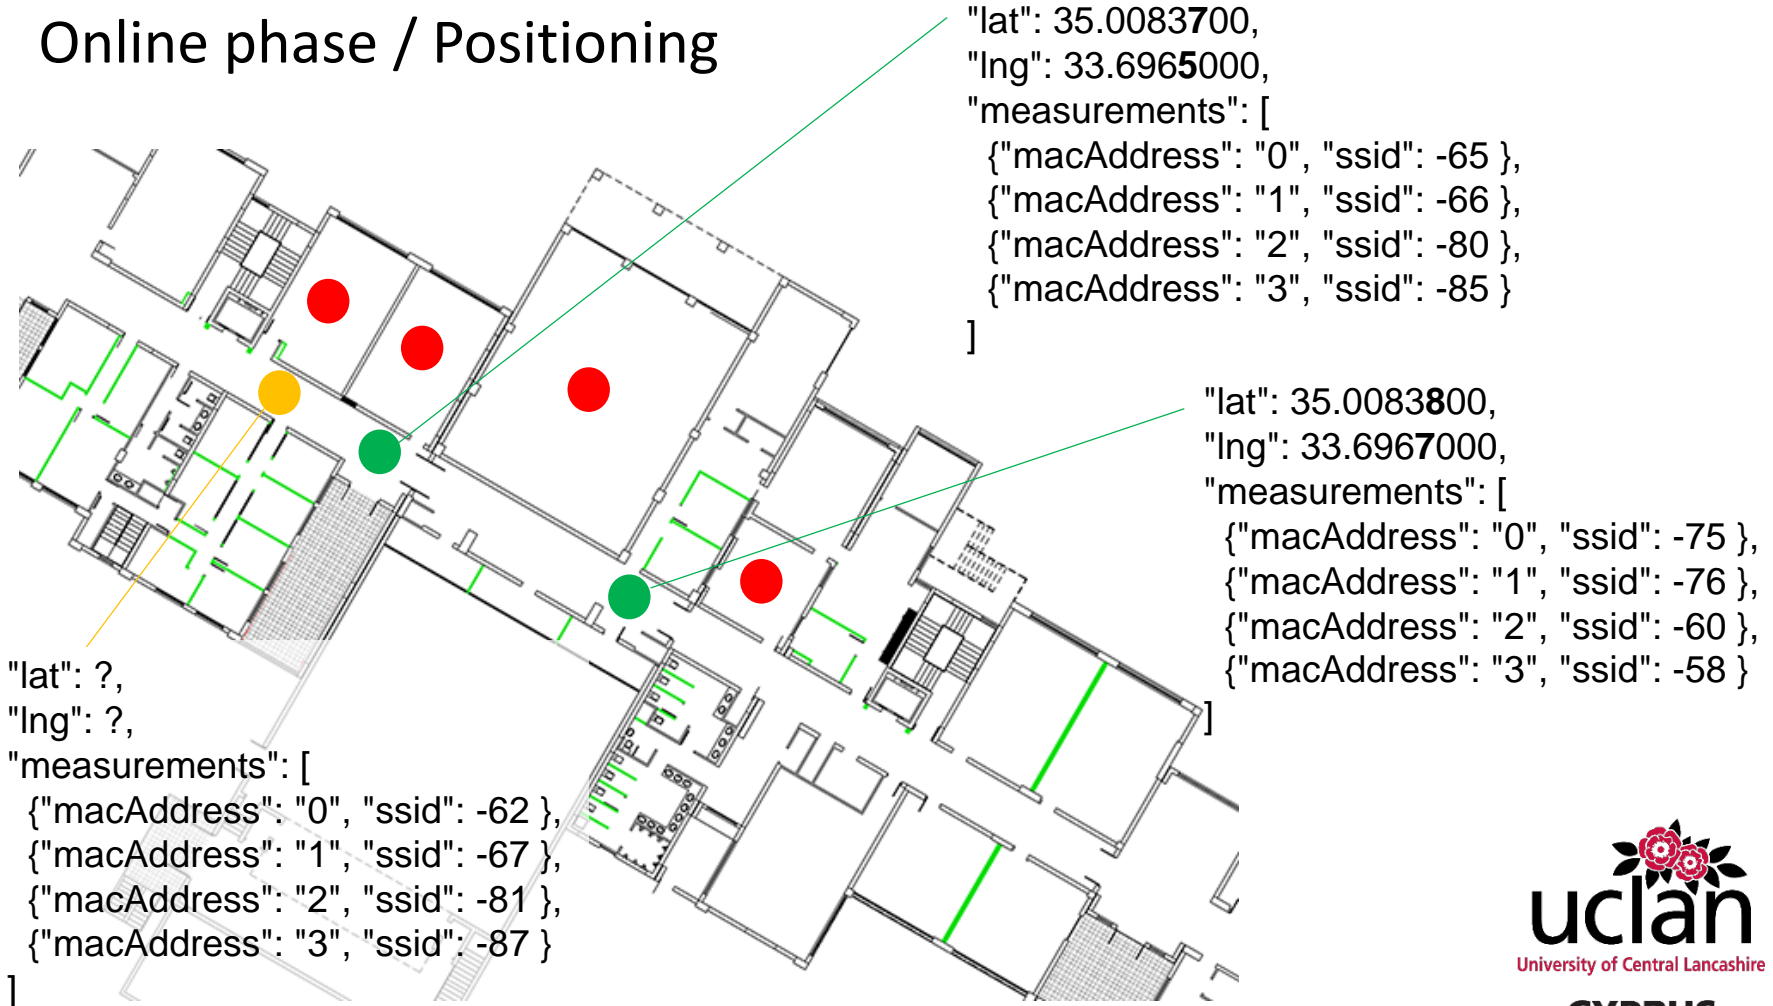 Online phase / Positioning
"lat": 35.0083700,
"lng": 33.6965000,
"measurements": [
{"macAddress": "0", "ssid": -65 },
{"macAddress": "1", "ssid": -66 },
{"macAddress": "2", "ssid": -80 },
{"macAddress": "3", "ssid": -85 }
]
"lat": 35.0083800,
"lng": 33.6967000,
"measurements": [
{"macAddress": "0", "ssid": -75 },
{"macAddress": "1", "ssid": -76 },
{"macAddress": "2", "ssid": -60 },
{"macAddress": "3", "ssid": -58 }
]
"lat": ?,
"lng": ?,
"measurements": [
{"macAddress": "0", "ssid": -62 },
{"macAddress": "1", "ssid": -67 },
{"macAddress": "2", "ssid": -81 },
{"macAddress": "3", "ssid": -87 }
]
uclan
University of Central Lancashire
CYPRUS